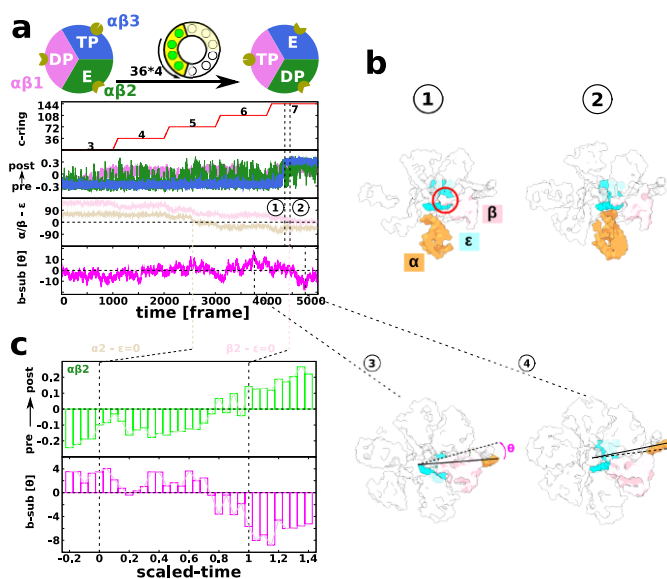 a
αβ3
TP
DP
E
αβ1
αβ2
36*4
E
TP
DP
c-ring
144
108
72
36
3
4
5
6
7
post
pre
0.3
-0.3
α/β - ε
90
0
-90
1
2
b-sub [θ]
10
-10
0
1000
2000
3000
4000
5000
time [frame]
α2 - ε=0
β2 - ε=0
b
1
2
β
ε
α
3
4
θ
c
αβ2
post
pre
0.2
0
-0.1
-0.2
b-sub [θ]
4
0
-4
-8
-0.2
0
0.2
0.4
0.6
0.8
1
1.2
1.4
scaled-time